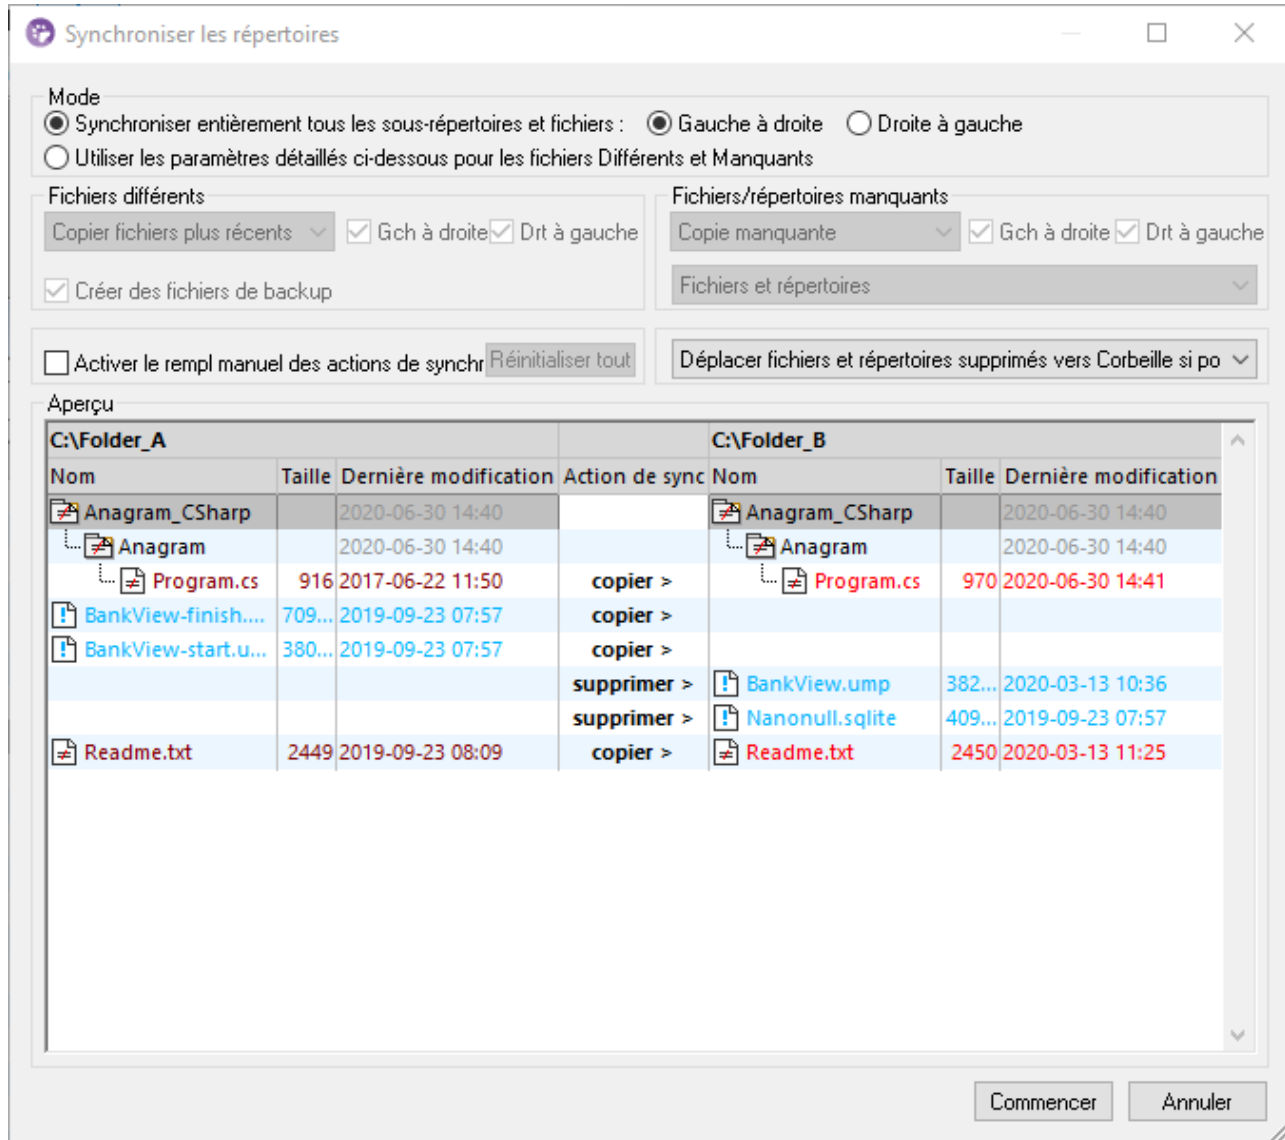 Synchroniser les répertoires
Mode
Synchroniser entièrement tous les sous-répertoires et fichiers : Gauche à droite Droite à gauche
Utiliser les paramètres détaillés ci-dessous pour les fichiers Différents et Manquants
Fichiers différents Fichiers/répertoires manquants
Copier fichiers plus récents Gch à droite Drt à gauche Copie manquante Gch à droite Drt à gauche
Créer des fichiers de backup Fichiers et répertoires
Activer le rempl manuel des actions de synchr Réinitialiser tout Déplacer fichiers et répertoires supprimés vers Corbeille si po
Aperçu
C:\Folder_A C:\Folder_B
Nom Taille Dernière modification Action de sync Nom Taille Dernière modification
Anagram_CSharp 2020-06-30 14:40 Anagram_CSharp 2020-06-30 14:40
Anagram 2020-06-30 14:40 Anagram 2020-06-30 14:40
Program.cs 916 2017-06-22 11:50 copier > Program.cs 970 2020-06-30 14:41
BankView-finish.... 709... 2019-09-23 07:57 copier >
BankView-start.u... 380... 2019-09-23 07:57 copier >
supprimer > BankView.ump 382... 2020-03-13 10:36
supprimer > Nanonull.sqlite 409... 2019-09-23 07:57
Readme.txt 2449 2019-09-23 08:09 copier > Readme.txt 2450 2020-03-13 11:25
Commencer Annuler